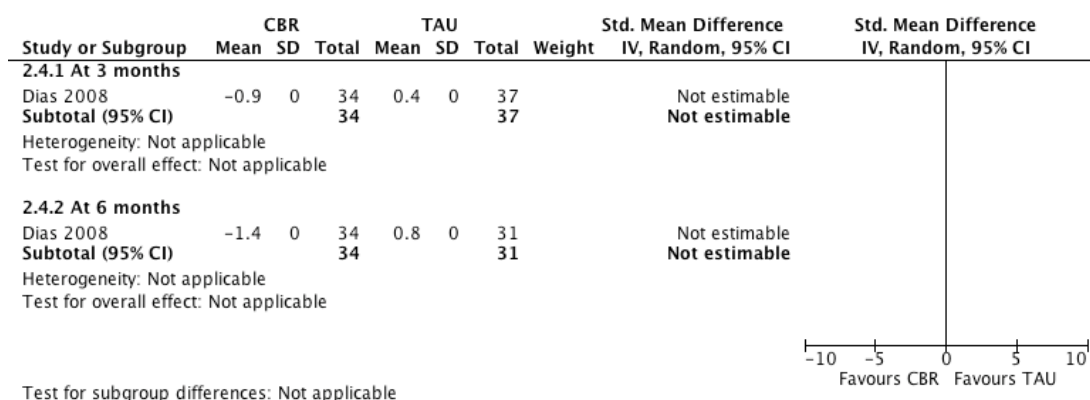 CBR TAU Std. Mean Difference Std. Mean Difference
Study or Subgroup Mean SD Total Mean SD Total Weight IV, Random, 95% CI IV, Random, 95% CI
2.4.1 At 3 months
Dias 2008 -0.9 0 34 0.4 0 37 Not estimable
Subtotal (95% CI) 34 37 Not estimable
Heterogeneity: Not applicable
Test for overall effect: Not applicable
2.4.2 At 6 months
Dias 2008 -1.4 0 34 0.8 0 31 Not estimable
Subtotal (95% CI) 34 31 Not estimable
Heterogeneity: Not applicable
Test for overall effect: Not applicable
-10 -5 0 5 10
Favours CBR Favours TAU
Test for subgroup differences: Not applicable